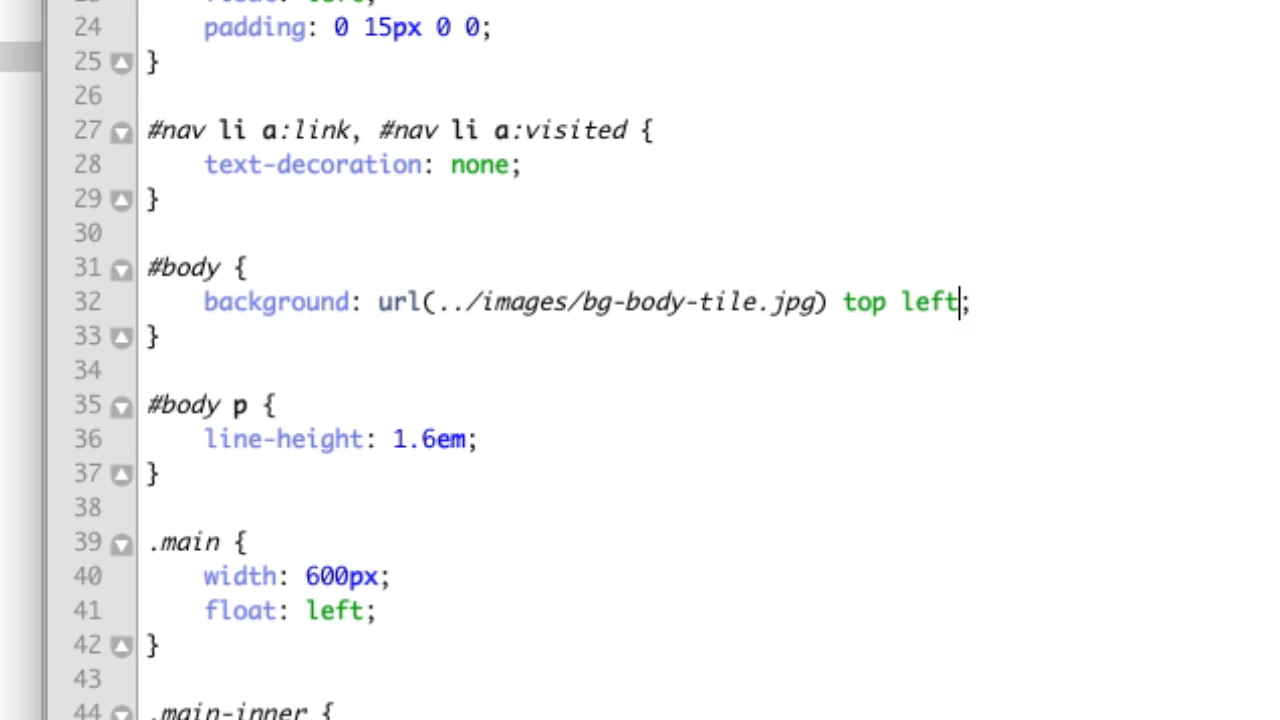 float: left;
24 padding: 0 15px 0 0;
25 }
26
27 #nav li a:link, #nav li a:visited {
28 text-decoration: none;
29 }
30
31 #body {
32 background: url(../images/bg-body-tile.jpg) top left;
33 }
34
35 #body p {
36 line-height: 1.6em;
37 }
38
39 .main {
40 width: 600px;
41 float: left;
42 }
43
44 .main-inner {